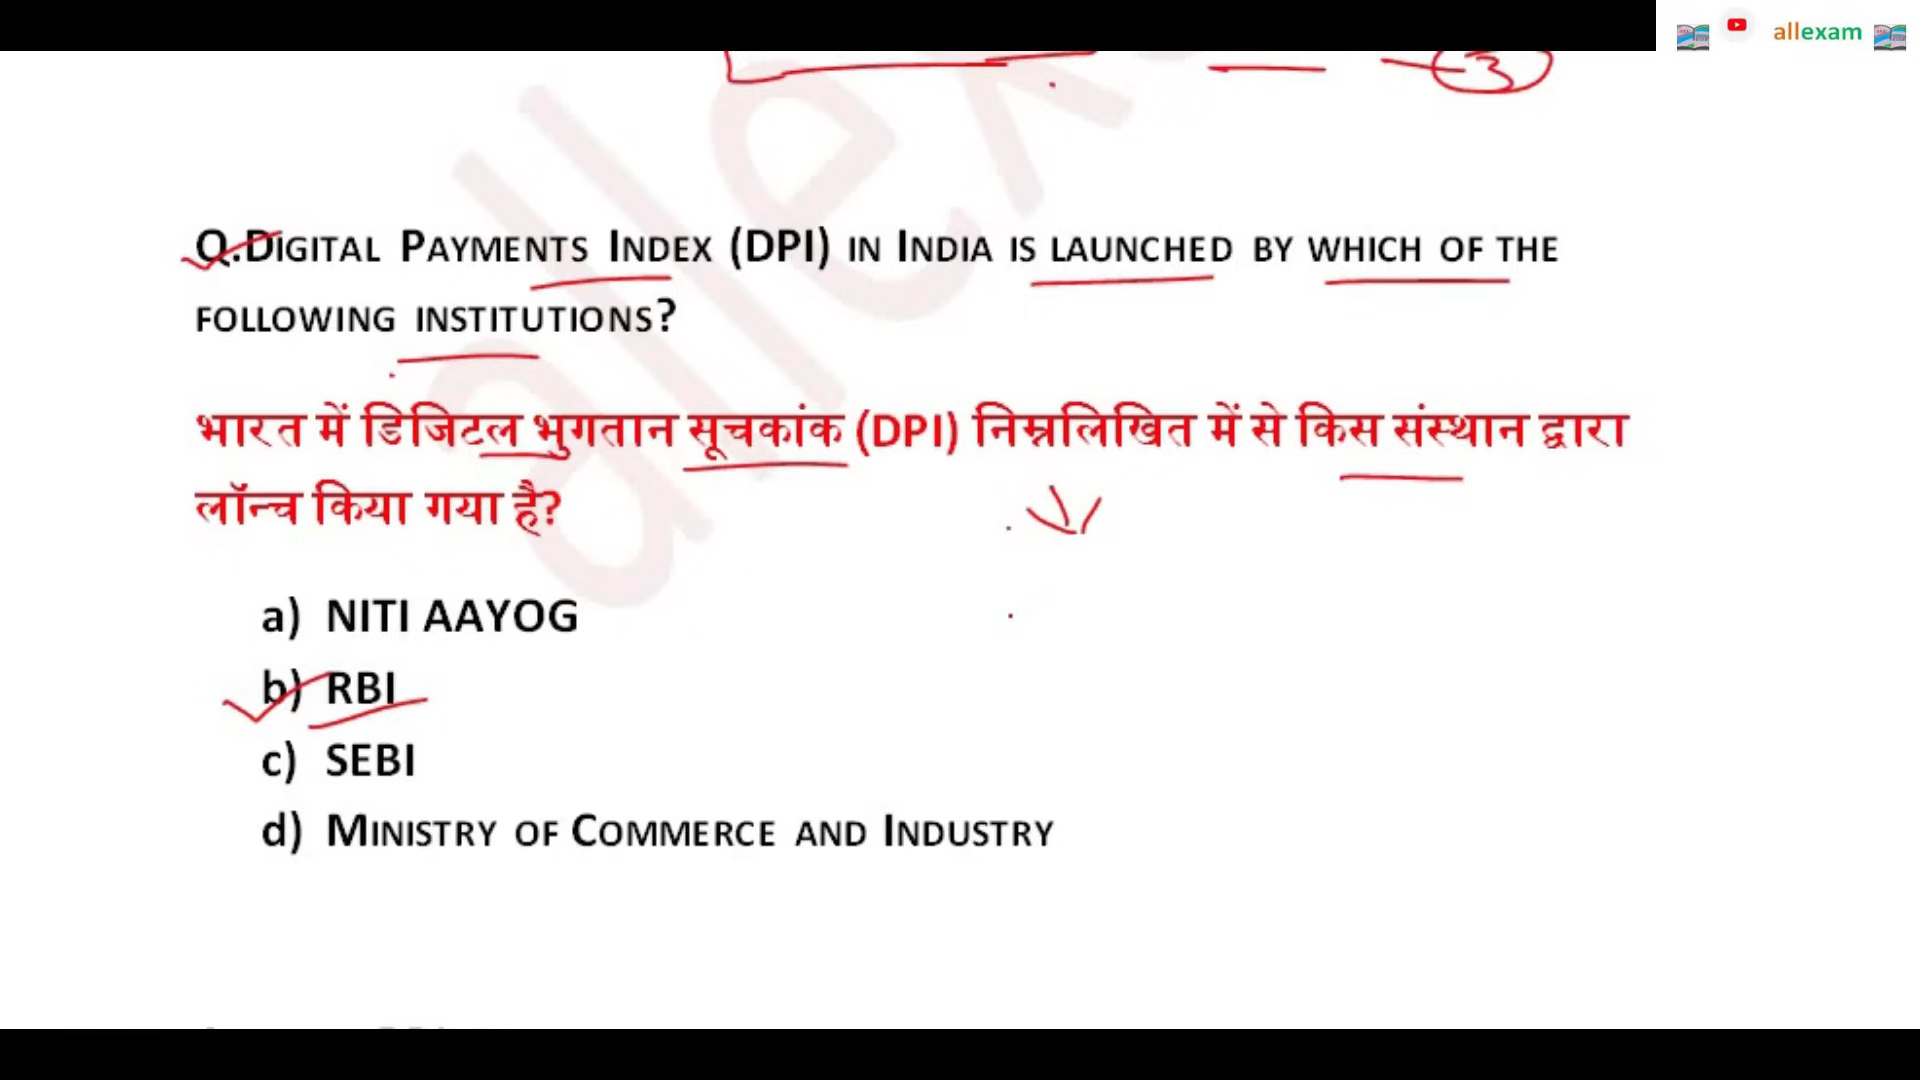 allexam
3
Q.Digital Payments Index (DPI) in India is launched by which of the
following institutions?
भारत में डिजिटल भुगतान सूचकांक (DPI) निम्नलिखित में से किस संस्थान द्वारा
लॉन्च किया गया है?
a) NITI AAYOG
b) RBI
c) SEBI
d) Ministry of Commerce and Industry